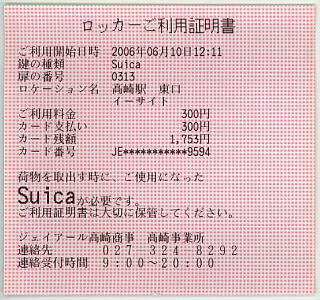 ロッカーご利用証明書
ご利用開始日時 2006年06月10日12:11
鍵の種類 Suica
扉の番号 0313
ロケーション名 高崎駅 東口
イーサイト
ご利用料金 300円
カード支払い 300円
カード残額 1,753円
カード番号 JE***********9594
荷物を取出す時に、ご使用になった
Suicaが必要です。
ご利用証明書は大切に保管してください。
ジェイアール高崎商事 高崎事業所
連絡先 027-324-8292
連絡受付時間 9:00~20:00